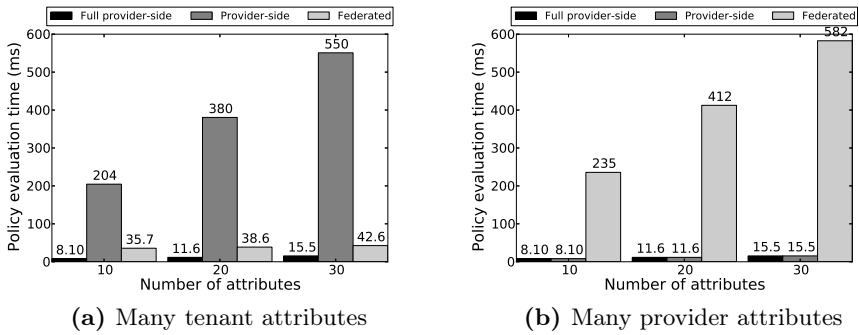 Full provider-side Provider-side Federated
Policy evaluation time (ms)
600
500
400
300
200
100
0
8.10 204 35.7
11.6 380 38.6
15.5 550 42.6
10 20 30
Number of attributes
(a) Many tenant attributes
Full provider-side Provider-side Federated
Policy evaluation time (ms)
600
500
400
300
200
100
0
8.10 8.10 235
11.6 11.6 412
15.5 15.5 582
10 20 30
Number of attributes
(b) Many provider attributes